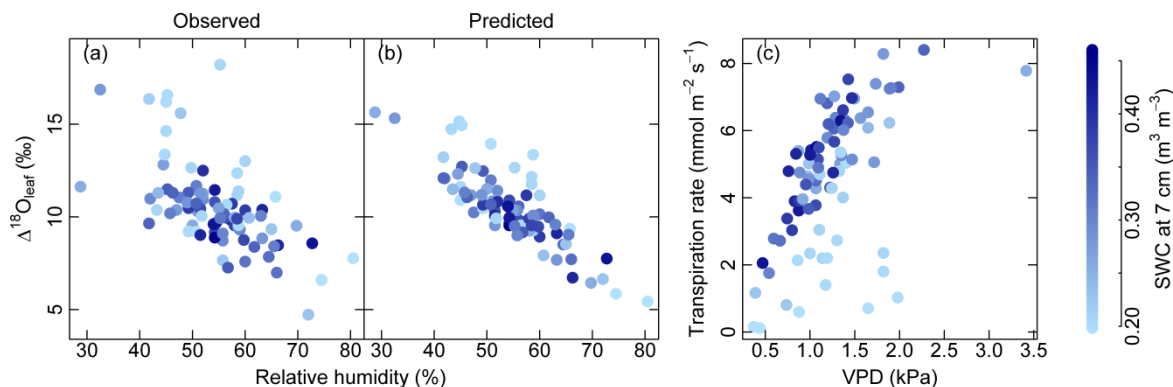 Observed
Predicted
(a)
(b)
(c)
Δ¹⁸O_leaf (‰)
15
10
5
30 40 50 60 70 80
30 40 50 60 70 80
Relative humidity (%)
Transpiration rate (mmol m⁻² s⁻¹)
8
6
4
2
0
0.5 1.0 1.5 2.0 2.5 3.0 3.5
VPD (kPa)
0.40
0.30
0.20
SWC at 7 cm (m³ m⁻³)